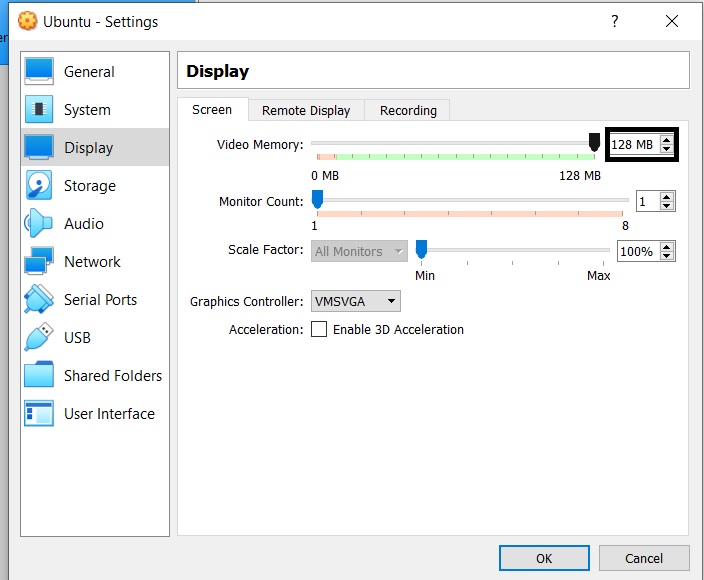 Ubuntu - Settings
?
er
General
System
Display
Storage
Audio
Network
Serial Ports
USB
Shared Folders
User Interface
Display
Screen
Remote Display
Recording
Video Memory:
128 MB
0 MB
128 MB
Monitor Count:
1
1
8
Scale Factor:
All Monitors
100%
Min
Max
Graphics Controller:
VMSVGA
Acceleration:
Enable 3D Acceleration
OK
Cancel